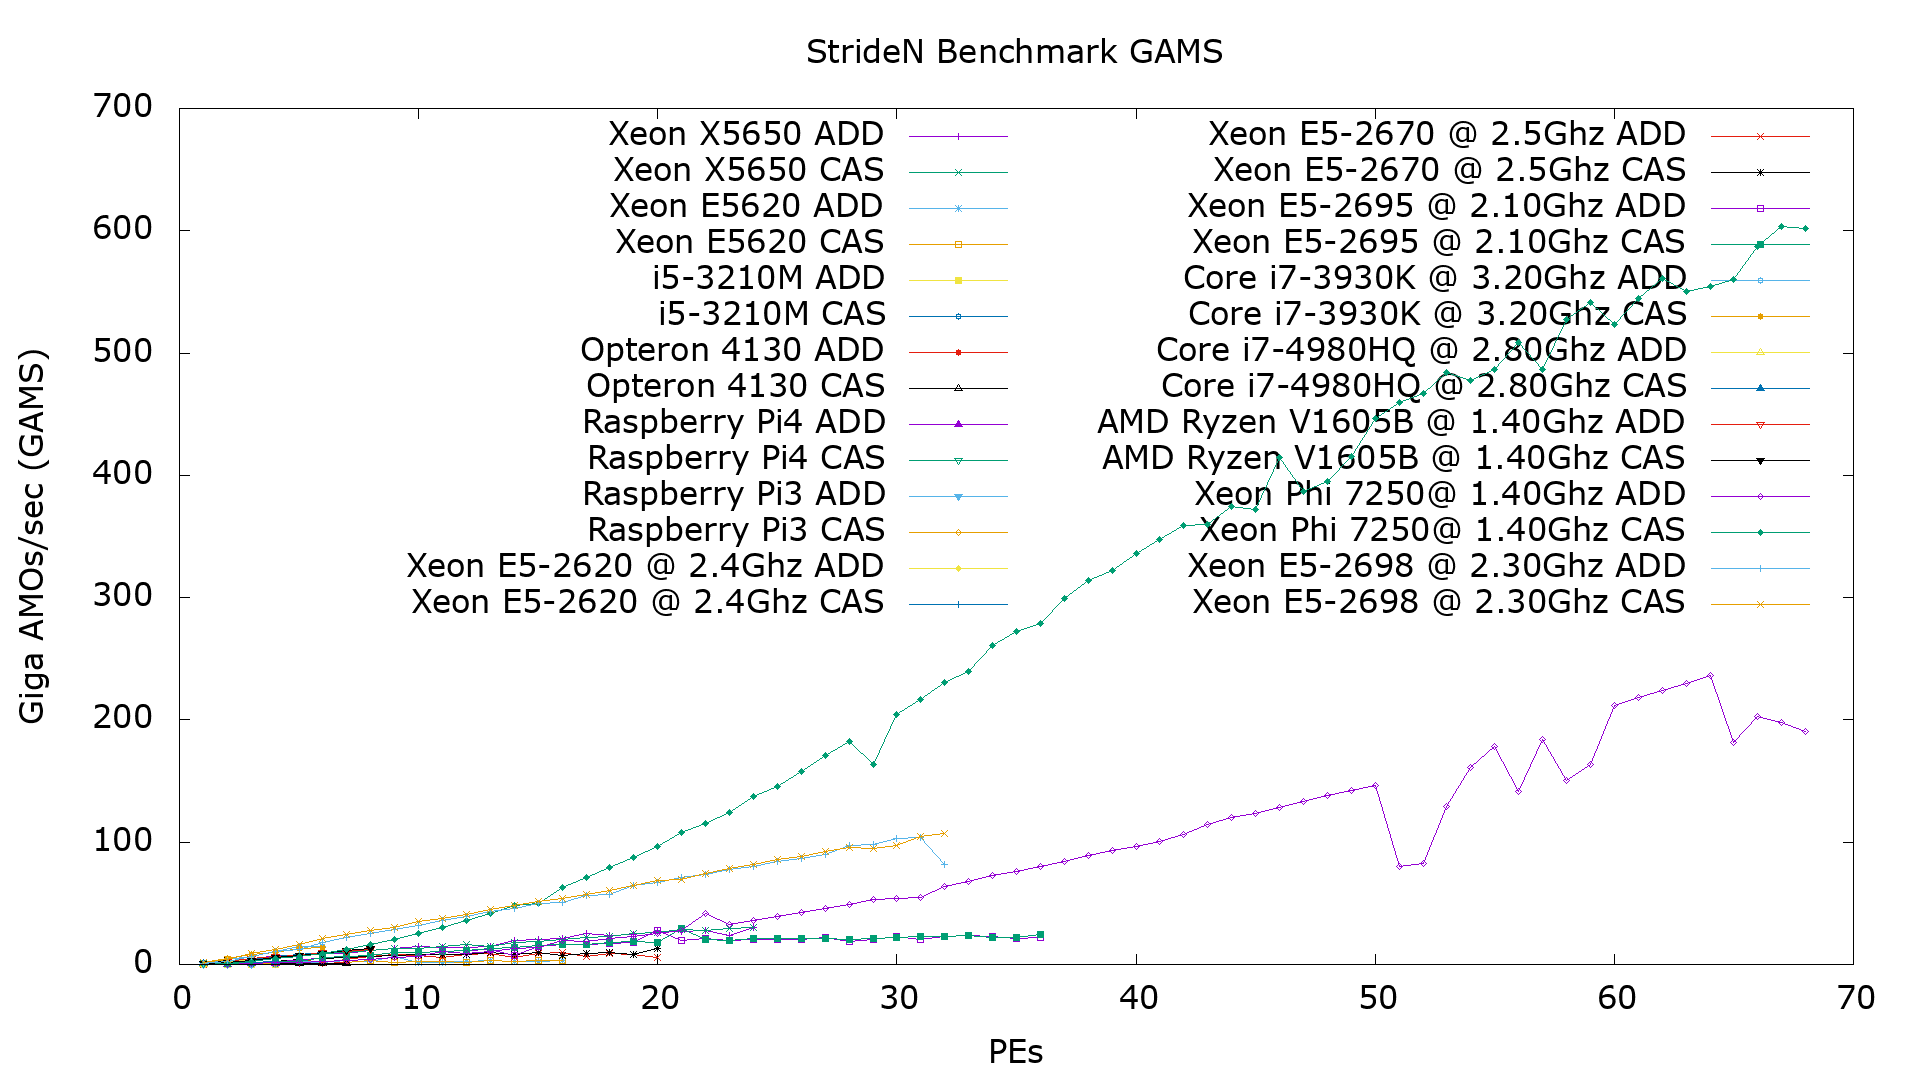 StrideN Benchmark GAMS
700
600
500
400
300
200
100
0
Giga AMOs/sec (GAMS)
Xeon X5650 ADD
Xeon X5650 CAS
Xeon E5620 ADD
Xeon E5620 CAS
i5-3210M ADD
i5-3210M CAS
Opteron 4130 ADD
Opteron 4130 CAS
Raspberry Pi4 ADD
Raspberry Pi4 CAS
Raspberry Pi3 ADD
Raspberry Pi3 CAS
Xeon E5-2620 @ 2.4Ghz ADD
Xeon E5-2620 @ 2.4Ghz CAS
Xeon E5-2670 @ 2.5Ghz ADD
Xeon E5-2670 @ 2.5Ghz CAS
Xeon E5-2695 @ 2.10Ghz ADD
Xeon E5-2695 @ 2.10Ghz CAS
Core i7-3930K @ 3.20Ghz ADD
Core i7-3930K @ 3.20Ghz CAS
Core i7-4980HQ @ 2.80Ghz ADD
Core i7-4980HQ @ 2.80Ghz CAS
AMD Ryzen V1605B @ 1.40Ghz ADD
AMD Ryzen V1605B @ 1.40Ghz CAS
Xeon Phi 7250@ 1.40Ghz ADD
Xeon Phi 7250@ 1.40Ghz CAS
Xeon E5-2698 @ 2.30Ghz ADD
Xeon E5-2698 @ 2.30Ghz CAS
0 10 20 30 40 50 60 70
PEs